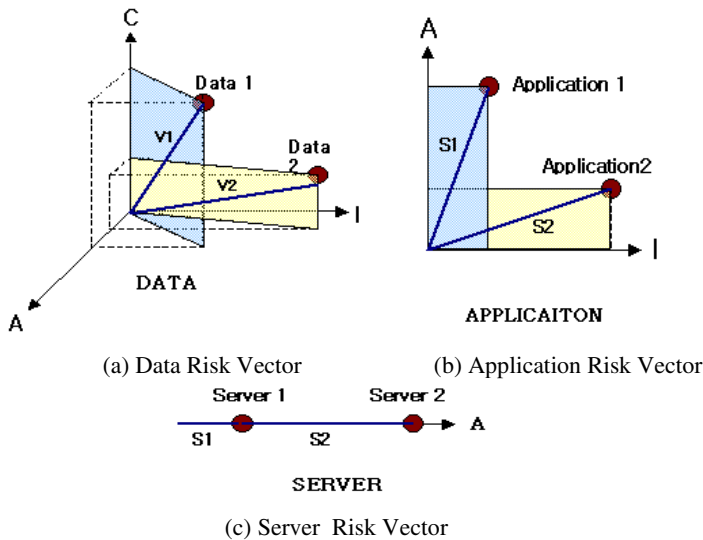 C
Data 1
V1
Data 2
V2
I
DATA
A
(a) Data Risk Vector
A
Application 1
S1
Application2
S2
I
APPLICAITON
(b) Application Risk Vector
Server 1
Server 2
S1
S2
A
SERVER
(c) Server Risk Vector